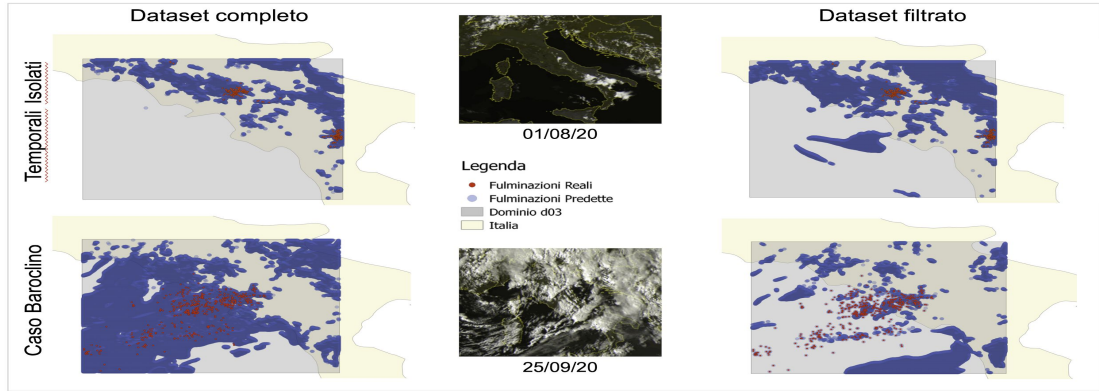 Dataset completo
Dataset filtrato
Temporali Isolati
01/08/20
Legenda
Fulminazioni Reali
Fulminazioni Predette
Dominio d03
Italia
Caso Baroclino
25/09/20